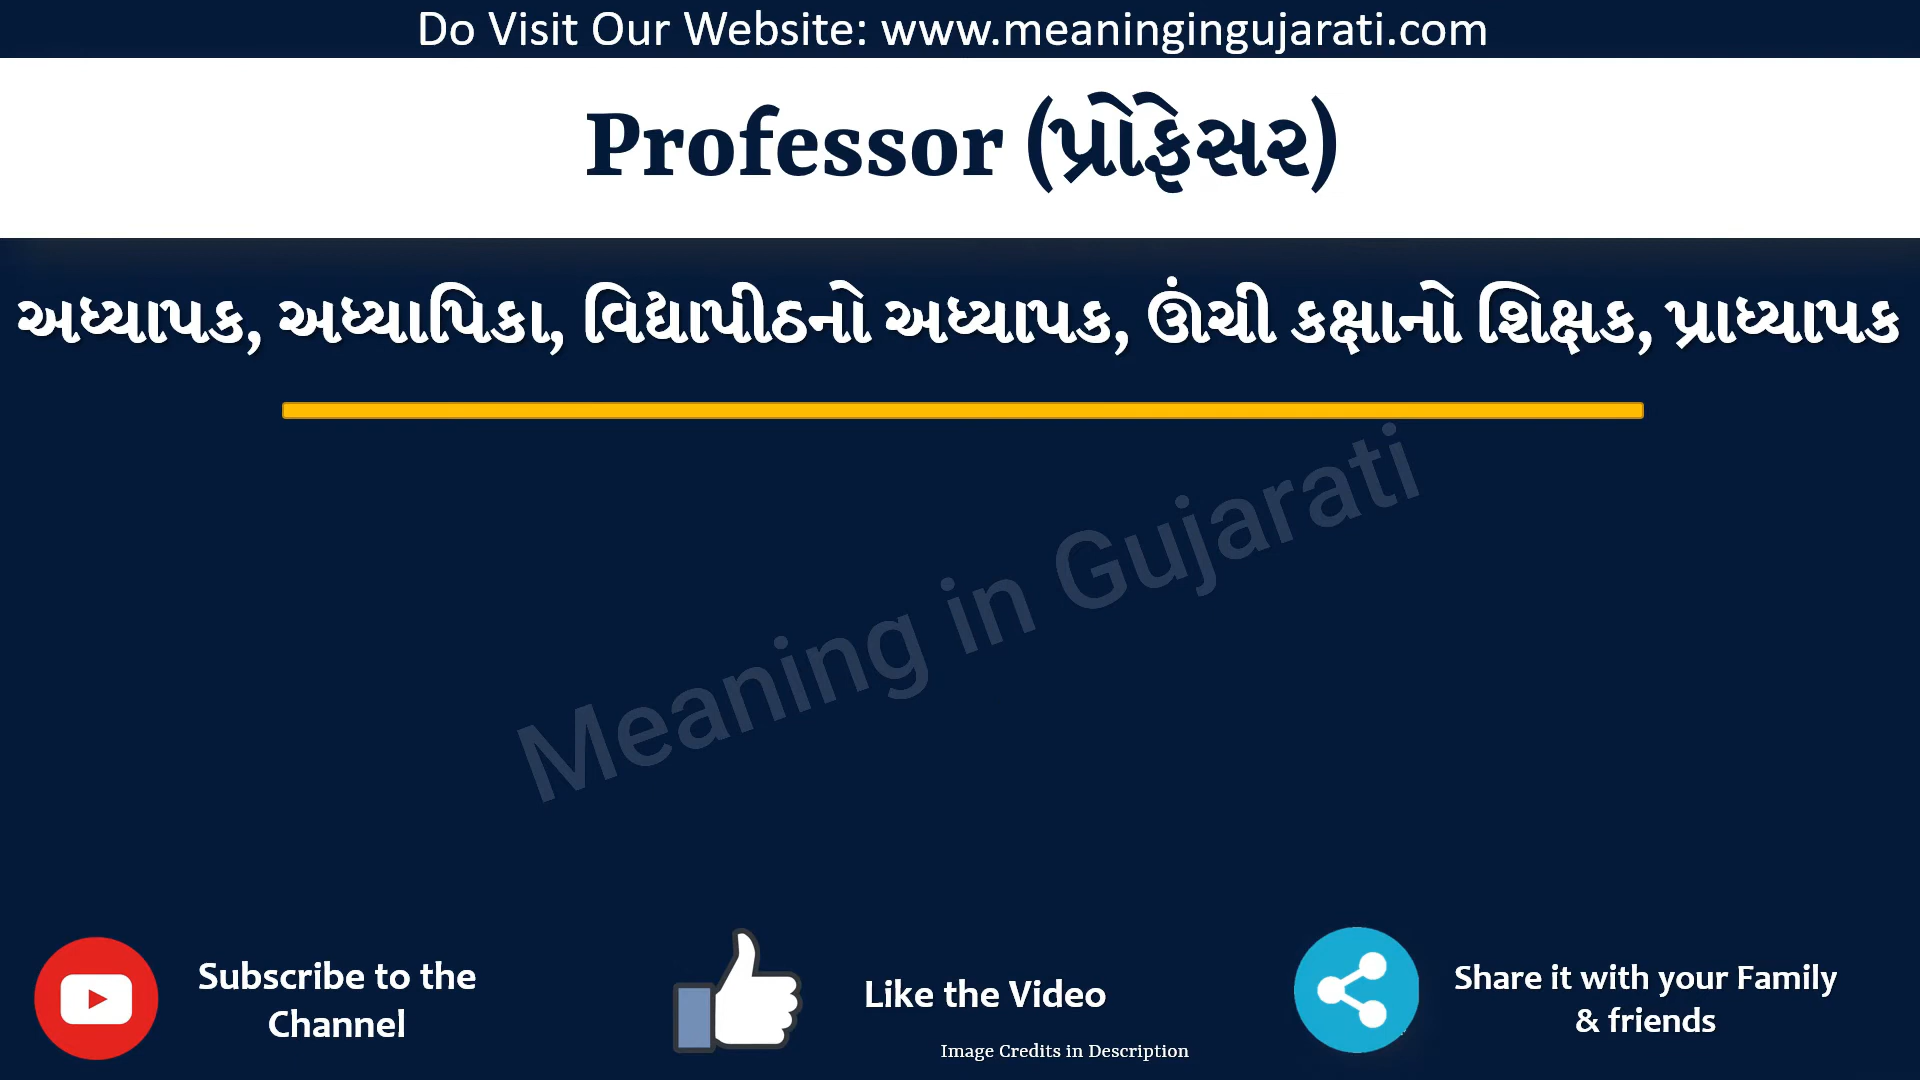 Do Visit Our Website: www.meaningingujarati.com
Professor (પ્રોફેસર)
અધ્યાપક, અધ્યાપિકા, વિદ્યાપીઠનો અધ્યાપક, ઊંચી કક્ષાનો શિક્ષક, પ્રાધ્યાપક
Meaning in Gujarati
Subscribe to the
Channel
Like the Video
Share it with your Family
& friends
Image Credits in Description